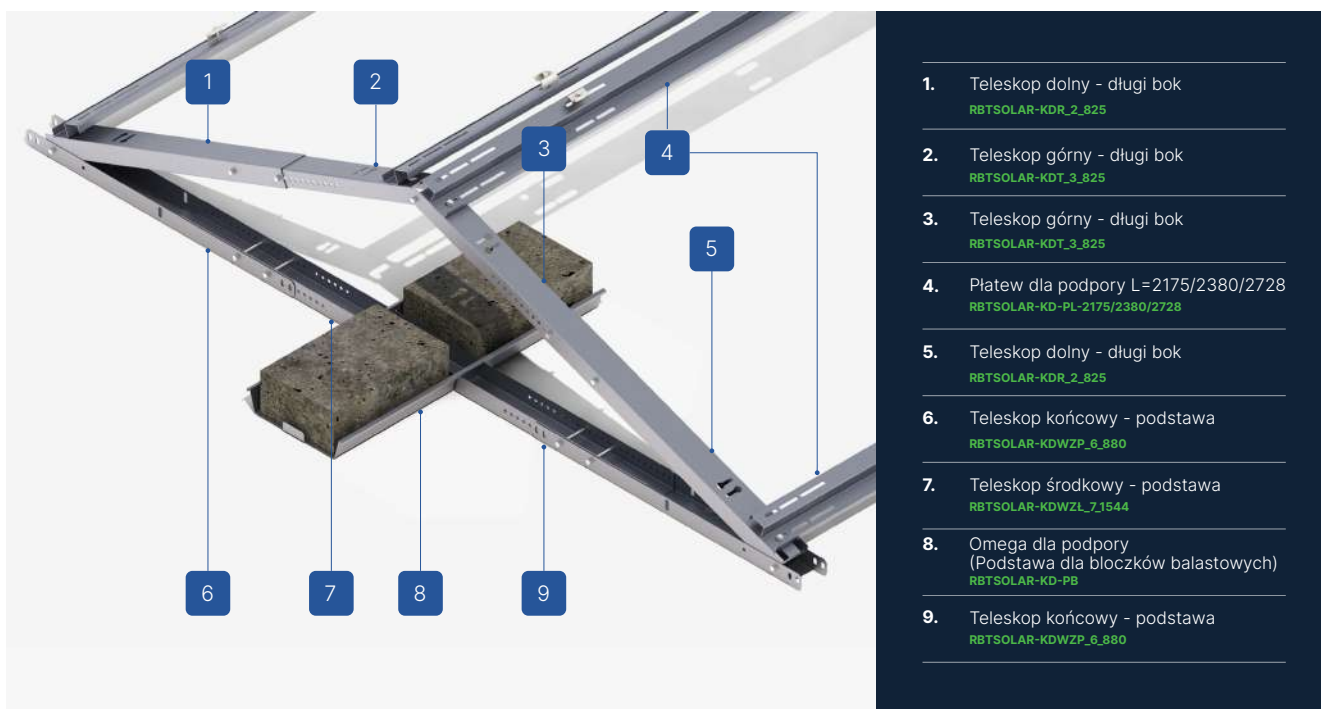 1
2
3
4
5
6
7
8
9
1. Teleskop dolny - długi bok
RBTSOLAR-KDR_2_825
2. Teleskop górny - długi bok
RBTSOLAR-KDT_3_825
3. Teleskop górny - długi bok
RBTSOLAR-KDT_3_825
4. Płatew dla podpory L=2175/2380/2728
RBTSOLAR-KD-PL-2175/2380/2728
5. Teleskop dolny - długi bok
RBTSOLAR-KDR_2_825
6. Teleskop końcowy - podstawa
RBTSOLAR-KDWZP_6_880
7. Teleskop środkowy - podstawa
RBTSOLAR-KDWZŁ_7_1544
8. Omega dla podpory
(Podstawa dla bloczków balastowych)
RBTSOLAR-KD-PB
9. Teleskop końcowy - podstawa
RBTSOLAR-KDWZP_6_880